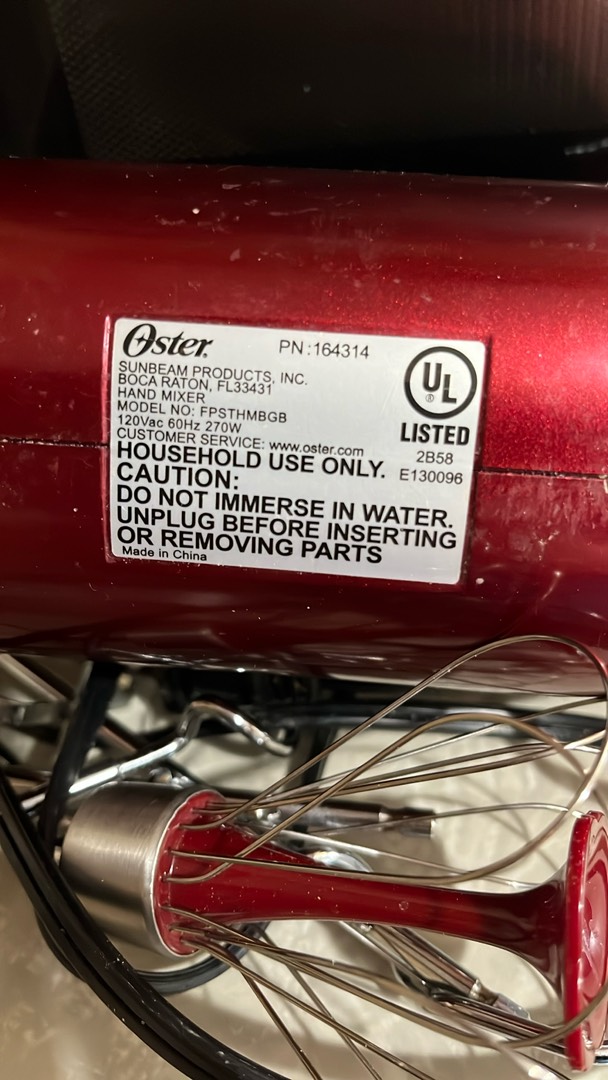 Oster PN:164314
SUNBEAM PRODUCTS, INC.
BOCA RATON, FL33431
HAND MIXER
MODEL NO: FPSTHMBGB
120Vac 60Hz 270W
CUSTOMER SERVICE: www.oster.com
HOUSEHOLD USE ONLY.
CAUTION:
DO NOT IMMERSE IN WATER.
UNPLUG BEFORE INSERTING
OR REMOVING PARTS
Made in China
UL
®
LISTED
2B58
E130096